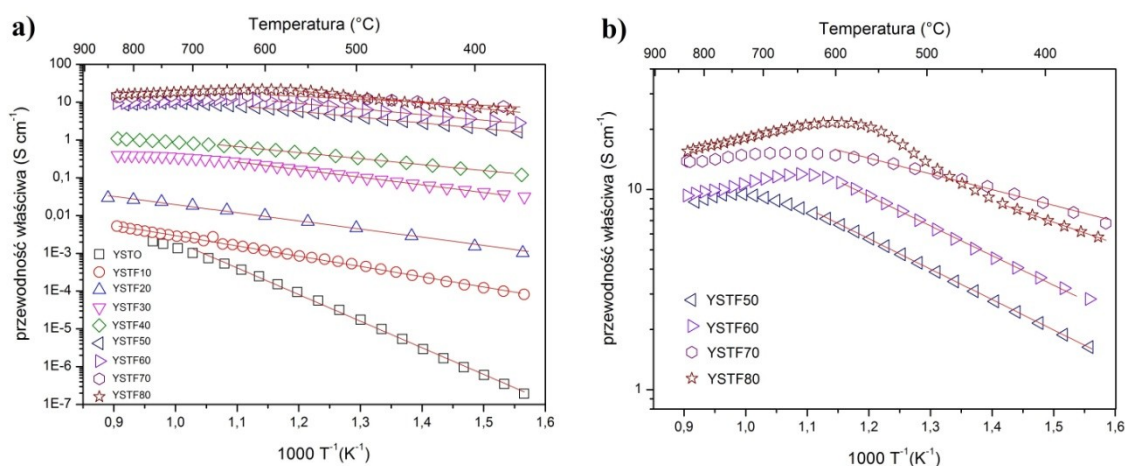 a)
Temperatura (°C)
900 800 700 600 500 400
przewodność właściwa (S cm⁻¹)
100
10
1
0,1
0,01
1E-3
1E-4
1E-5
1E-6
1E-7
YSTO
YSTF10
YSTF20
YSTF30
YSTF40
YSTF50
YSTF60
YSTF70
YSTF80
0,9 1,0 1,1 1,2 1,3 1,4 1,5 1,6
1000 T⁻¹(K⁻¹)
b)
Temperatura (°C)
900 800 700 600 500 400
przewodność właściwa (S cm⁻¹)
10
1
YSTF50
YSTF60
YSTF70
YSTF80
0,9 1,0 1,1 1,2 1,3 1,4 1,5 1,6
1000 T⁻¹(K⁻¹)